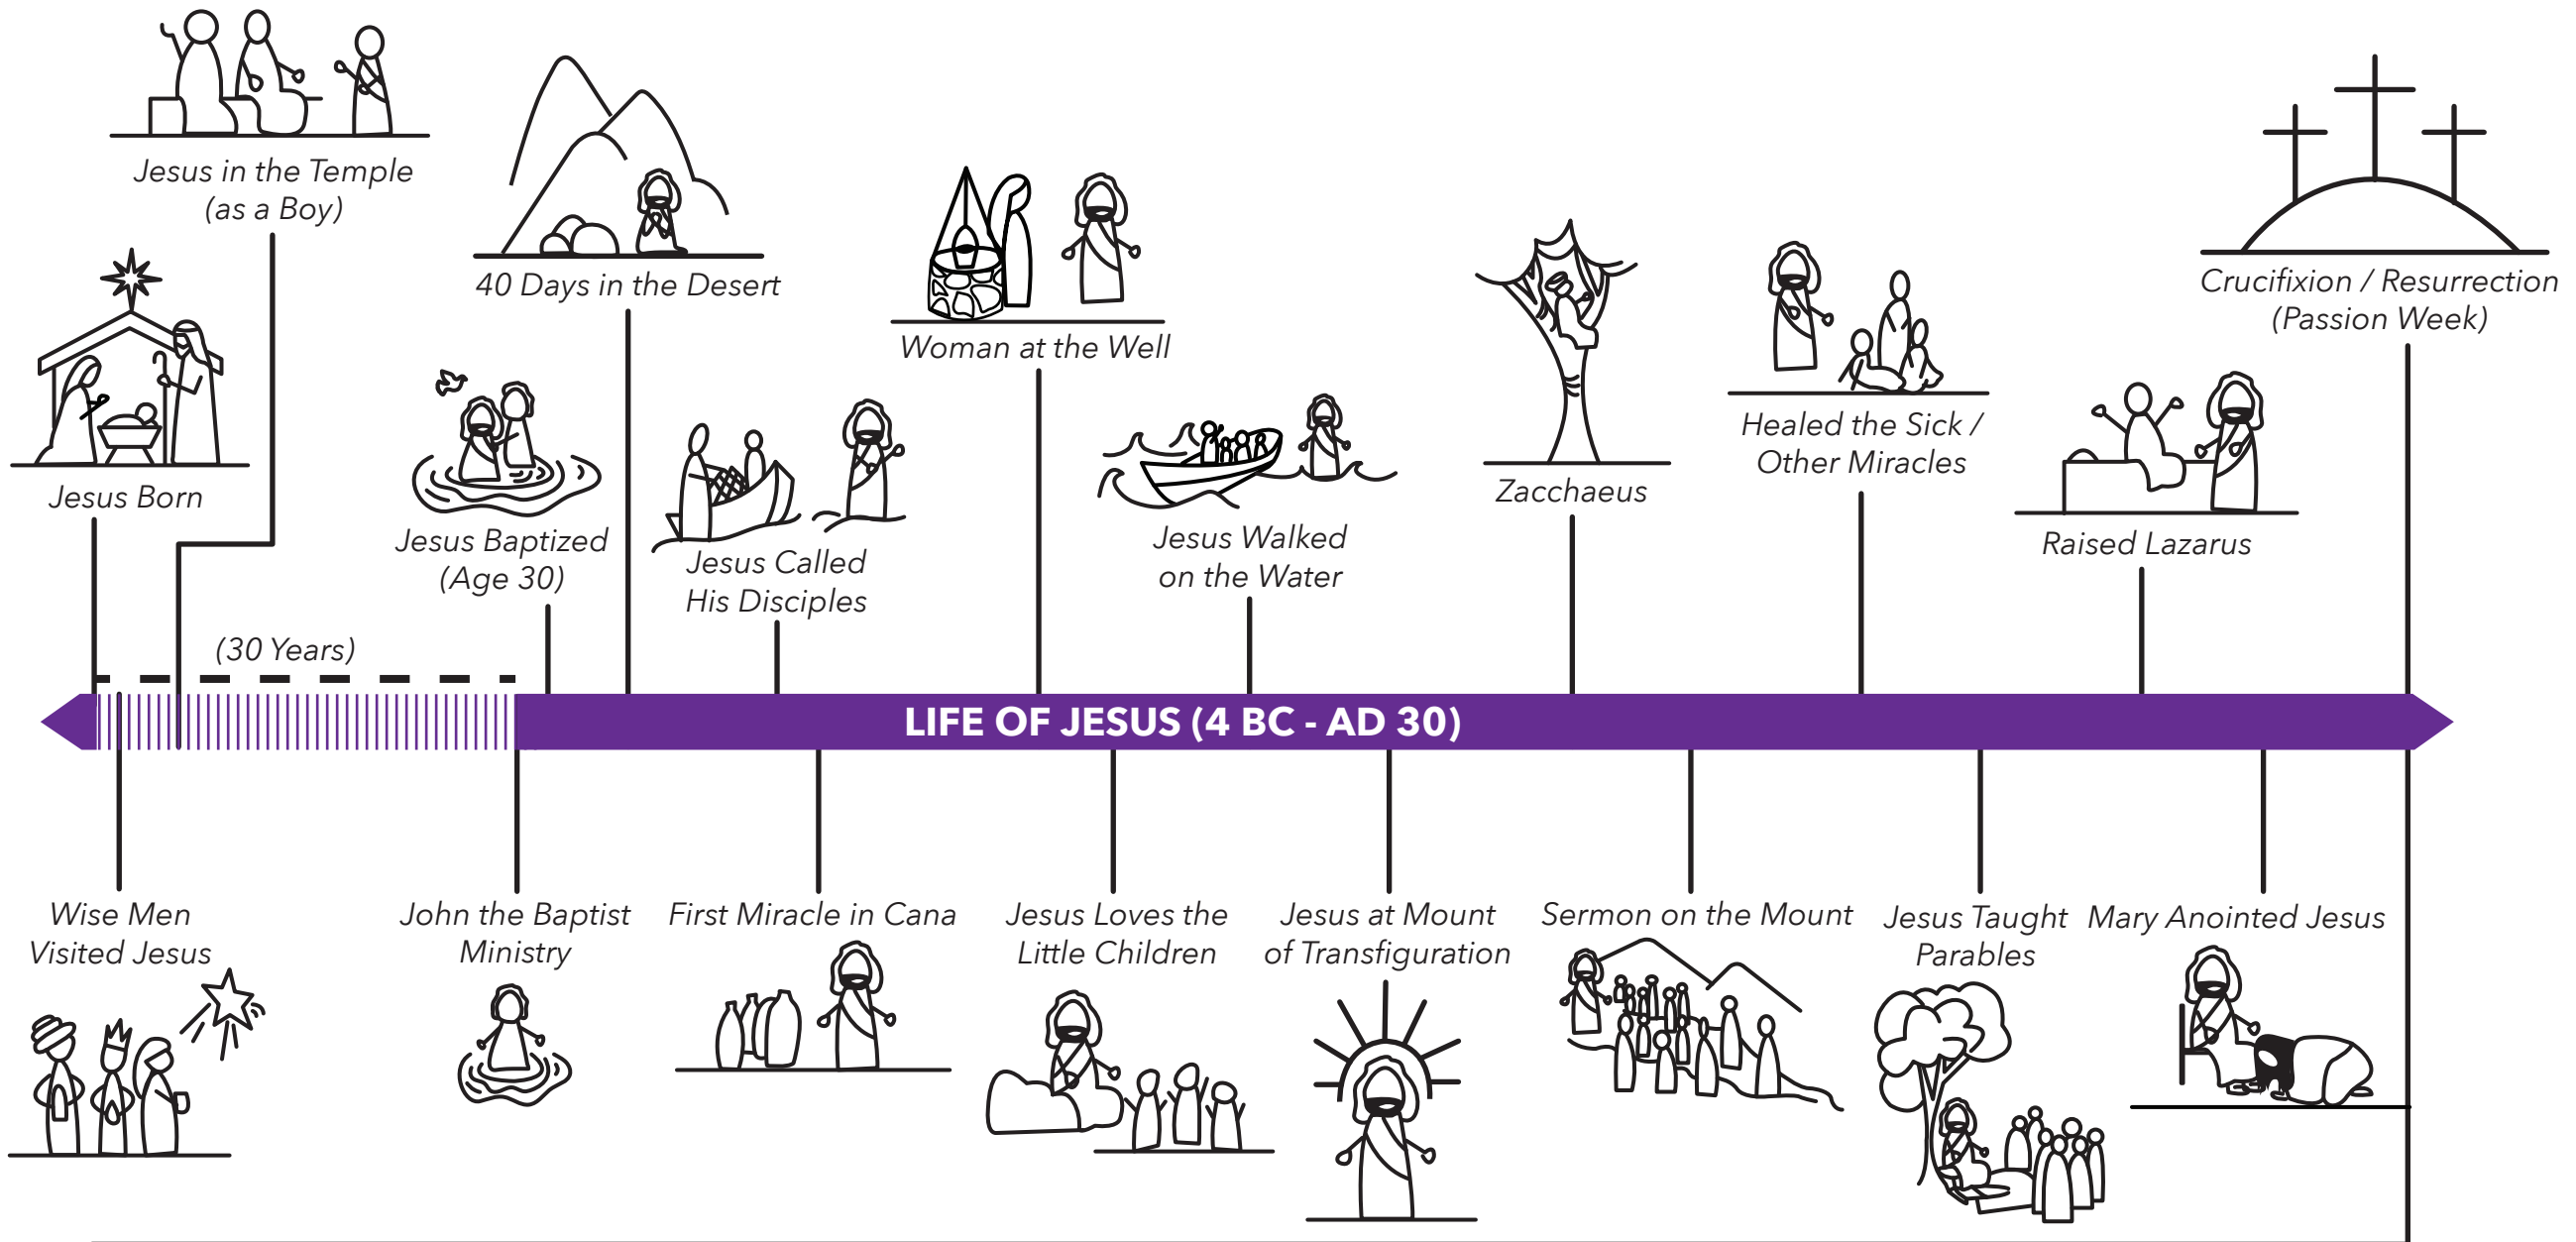 Jesus in the Temple
(as a Boy)
40 Days in the Desert
Woman at the Well
Crucifixion / Resurrection
(Passion Week)
Jesus Born
Jesus Baptized
(Age 30)
Jesus Called
His Disciples
Jesus Walked
on the Water
Zacchaeus
Healed the Sick /
Other Miracles
Raised Lazarus
(30 Years)
LIFE OF JESUS (4 BC - AD 30)
Wise Men
Visited Jesus
John the Baptist
Ministry
First Miracle in Cana
Jesus Loves the
Little Children
Jesus at Mount
of Transfiguration
Sermon on the Mount
Jesus Taught
Parables
Mary Anointed Jesus